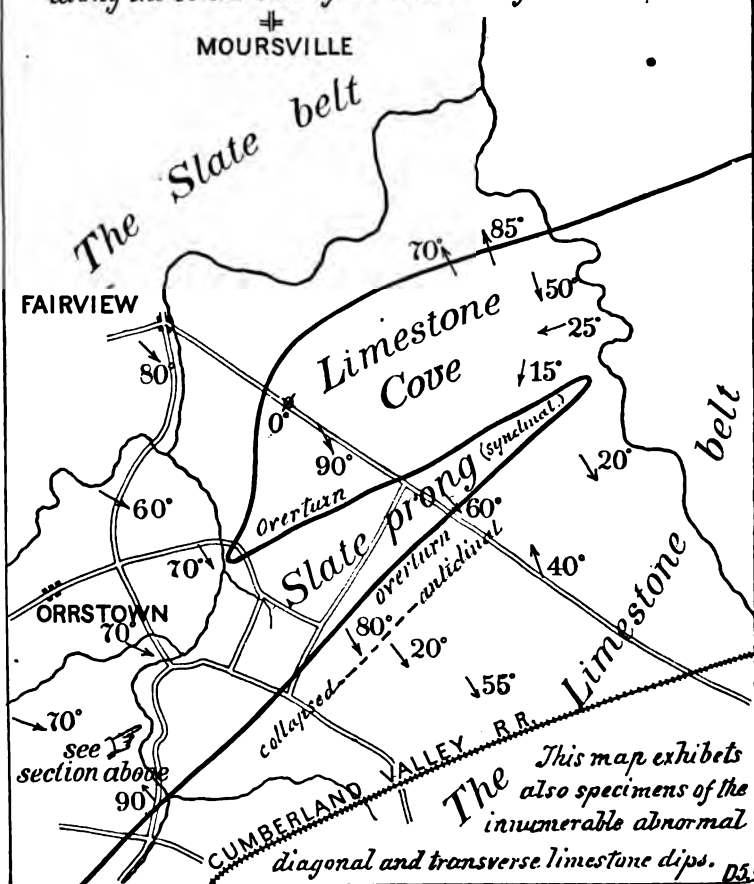 MOURSVILLE
The Slate belt
70° 85°
FAIRVIEW
50°
Limestone
Cove
25°
15°
80
0°
90°
(synclinal.)
belt
20°
Overturn
Slate prong
60°
60°
overturn
anticlinal
70°
40°
ORRSTOWN
70°
80°
20°
Limestone
55°
collapsed
70°
see
section above
90
CUMBERLAND VALLEY R.R.
The
This map exhibets
also specimens of the
innumerable abnormal
diagonal and transverse limestone dips.
D5.